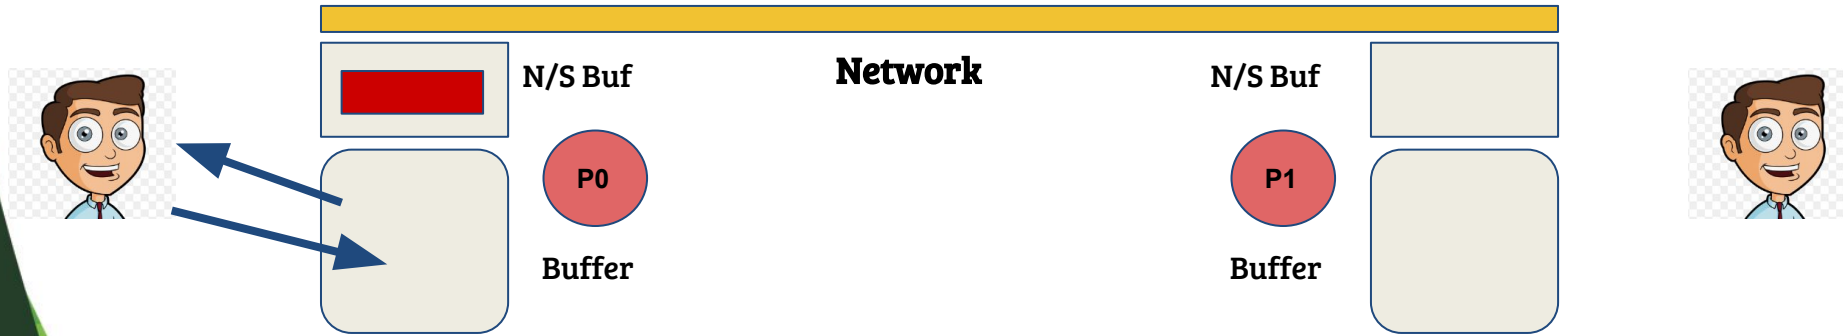 N/S Buf
Network
N/S Buf
P0
P1
Buffer
Buffer